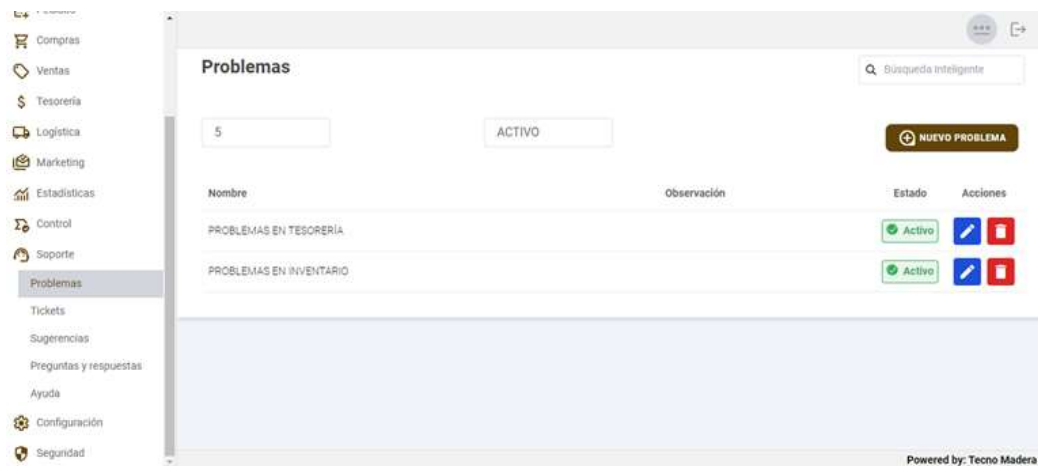 Compras
Ventas
$ Tesorería
Logística
Marketing
Estadísticas
Control
Soporte
Problemas
Tickets
Sugerencias
Preguntas y respuestas
Ayuda
Configuración
Seguridad
Problemas
Búsqueda Inteligente
5
ACTIVO
NUEVO PROBLEMA
Nombre Observación Estado Acciones
PROBLEMAS EN TESORERÍA Activo
PROBLEMAS EN INVENTARIO Activo
Powered by: Tecno Madera